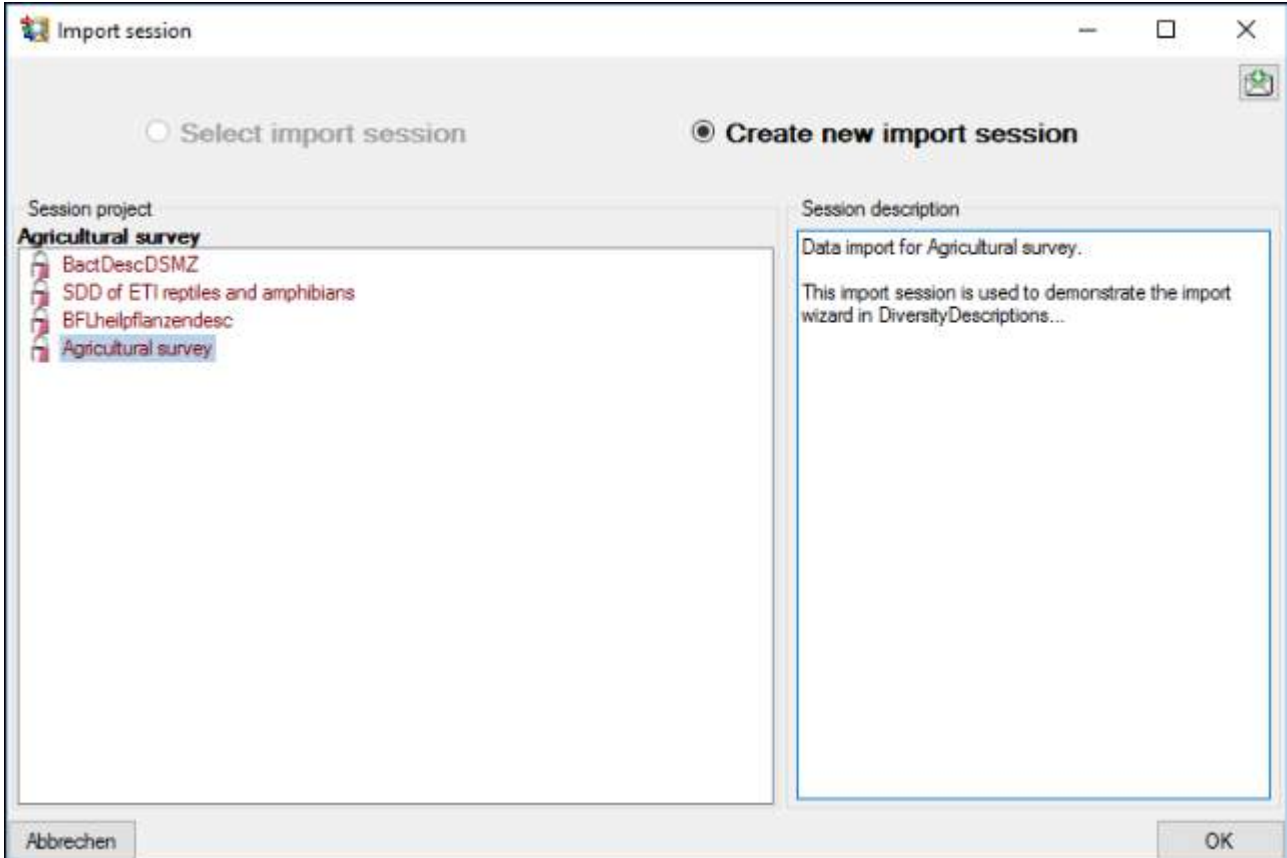 Import session
Select import session
Create new import session
Session project
Agricultural survey
BactDescDSMZ
SDD of ETI reptiles and amphibians
BFLheilpflanzendesc
Agricultural survey
Session description
Data import for Agricultural survey.
This import session is used to demonstrate the import
wizard in DiversityDescriptions...
Abbrechen
OK